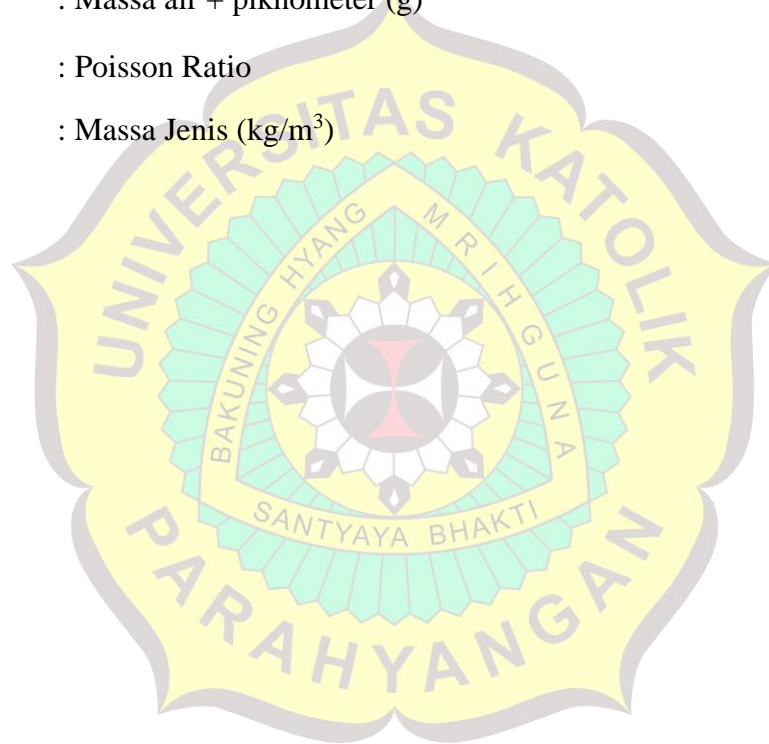 : Massa air + piknometer (g)
: Poisson Ratio
: Massa Jenis (kg/m³)
UNIVERSITAS KATOLIK
BAKUNING HYANG MRIHGUNA
SANTYAYA BHAKTI
PARAHYANGAN